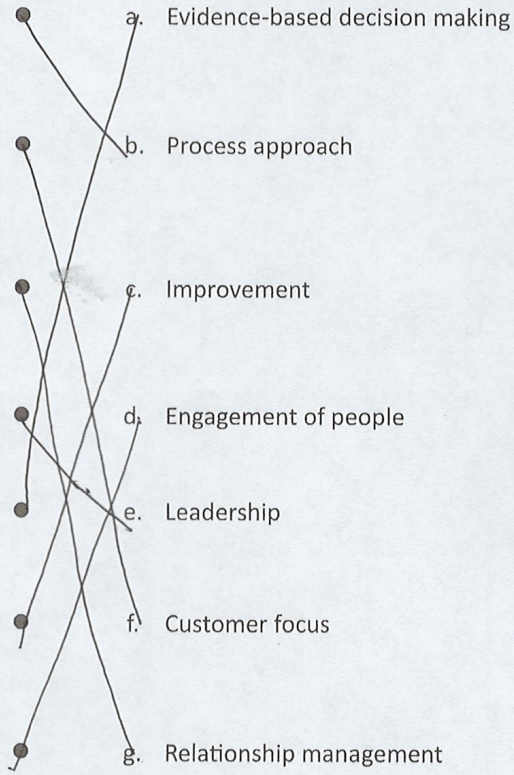 a. Evidence-based decision making
b. Process approach
c. Improvement
d. Engagement of people
e. Leadership
f. Customer focus
g. Relationship management